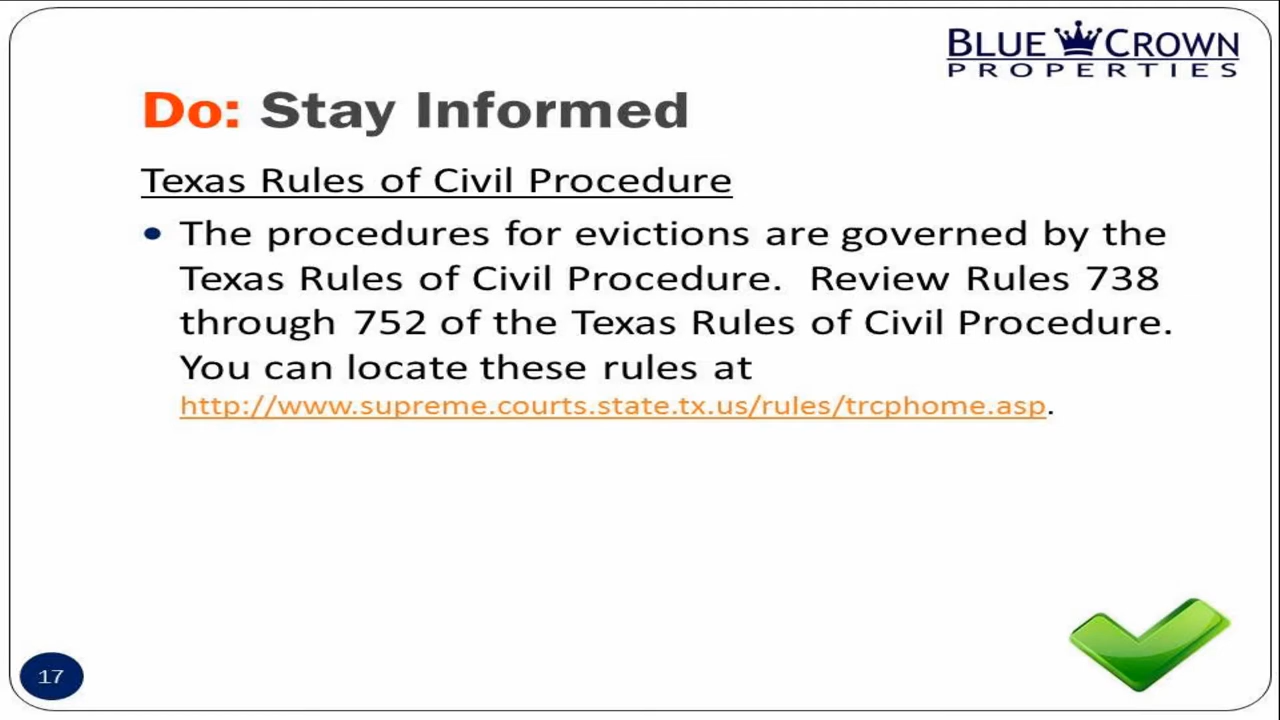 BLUE CROWN
PROPERTIES
Do: Stay Informed
Texas Rules of Civil Procedure
• The procedures for evictions are governed by the
Texas Rules of Civil Procedure. Review Rules 738
through 752 of the Texas Rules of Civil Procedure.
You can locate these rules at
http://www.supreme.courts.state.tx.us/rules/trcphome.asp.
17